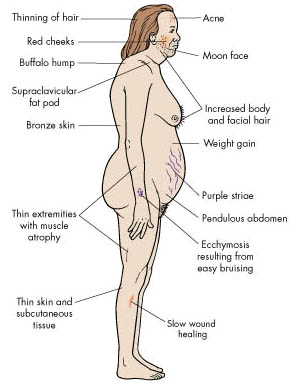 Thinning of hair
Acne
Red cheeks
Buffalo hump
Moon face
Supraclavicular
fat pad
Increased body
and facial hair
Bronze skin
Weight gain
Purple striae
Thin extremities
with muscle
atrophy
Pendulous abdomen
Ecchymosis
resulting from
easy bruising
Thin skin and
subcutaneous
tissue
Slow wound
healing